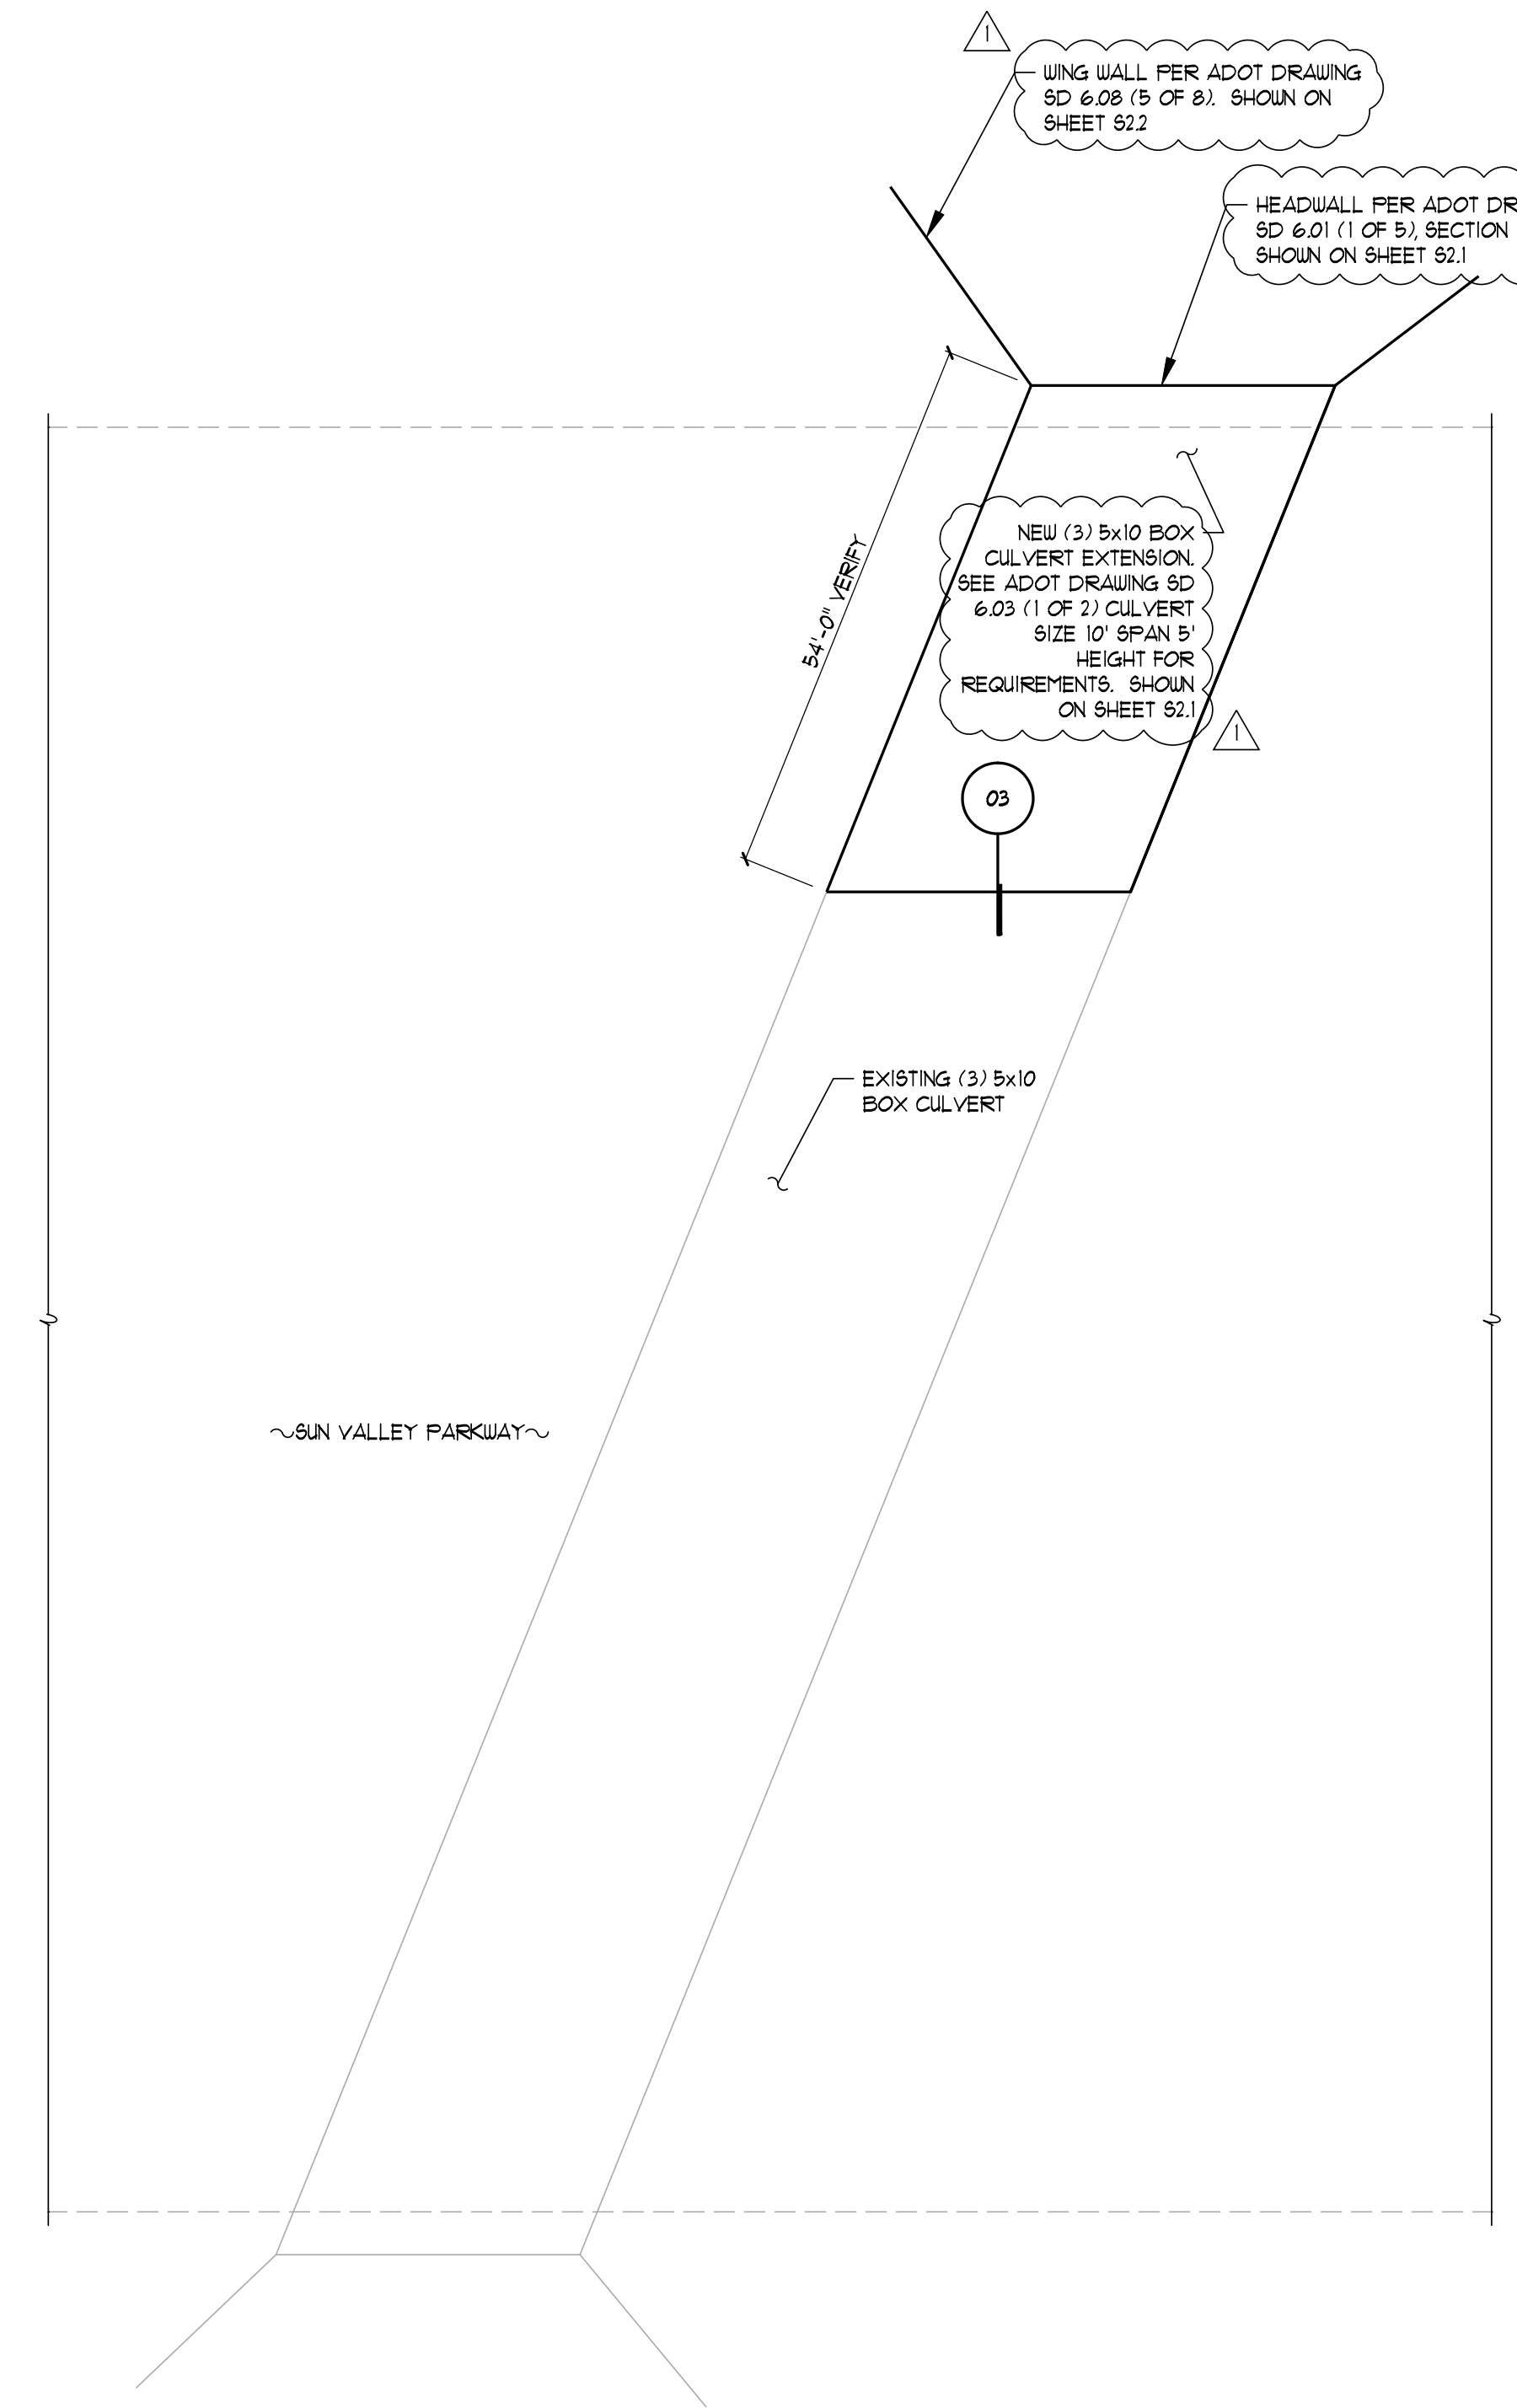 1
WING WALL PER ADOT DRAWING
SD 6.08 (5 OF 8). SHOWN ON
SHEET S2.2
HEADWALL PER ADOT
SD 6.01 (1 OF 5), SECTION
SHOWN ON SHEET S2.1
54'-0" VERIFY
NEW (3) 5x10 BOX
CULVERT EXTENSION.
SEE ADOT DRAWING SD
6.03 (1 OF 2) CULVERT
SIZE 10' SPAN 5'
HEIGHT FOR
REQUIREMENTS. SHOWN
ON SHEET S2.1
1
03
EXISTING (3) 5x10
BOX CULVERT
~SUN VALLEY PARKWAY~